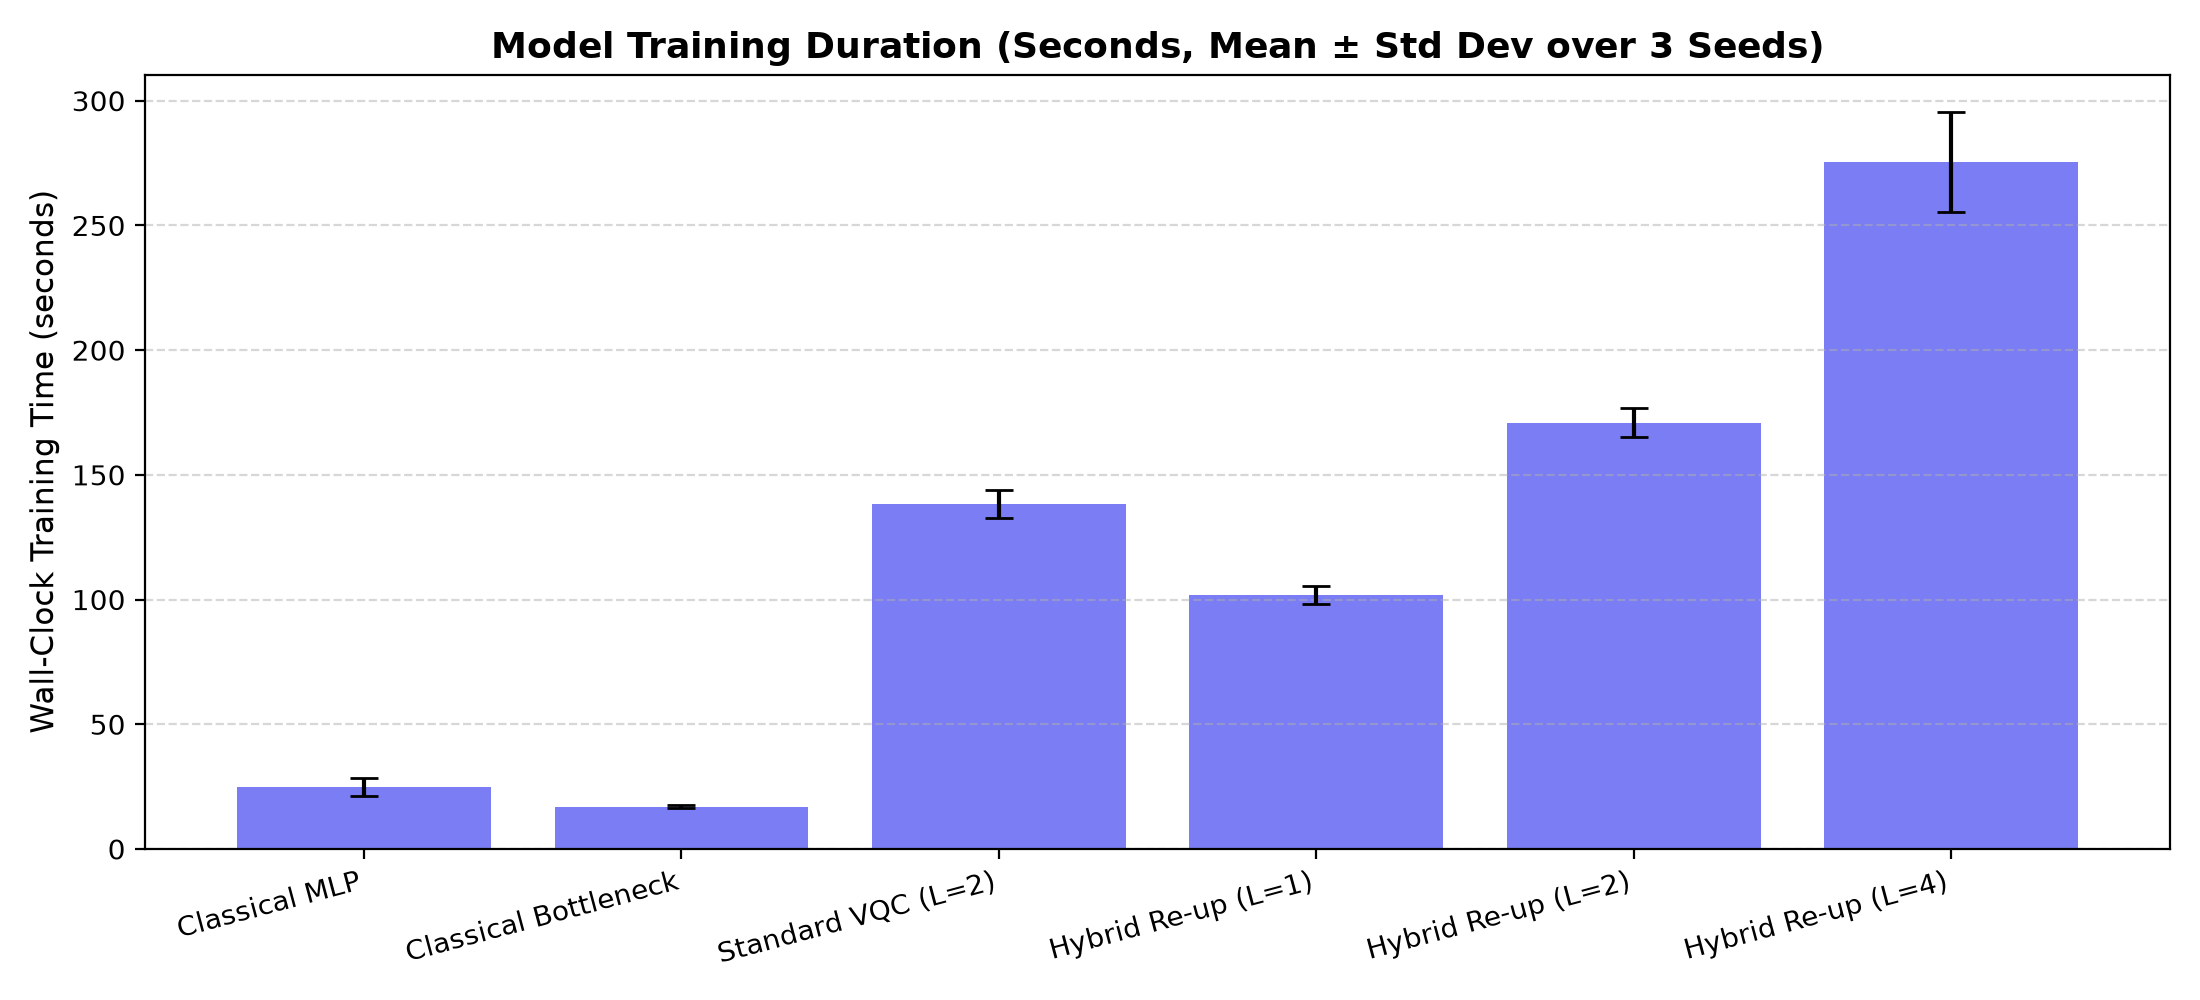 Model Training Duration (Seconds, Mean ± Std Dev over 3 Seeds)
Wall-Clock Training Time (seconds)
300
250
200
150
100
50
0
Classical MLP
Classical Bottleneck
Standard VQC (L=2)
Hybrid Re-up (L=1)
Hybrid Re-up (L=2)
Hybrid Re-up (L=4)